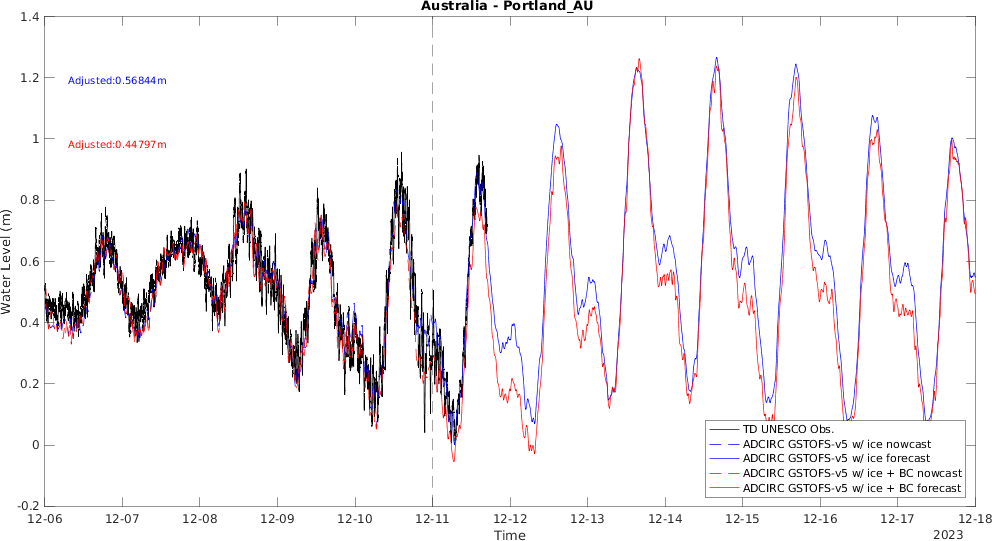 Australia - Portland_AU
1.4
1.2
1
0.8
0.6
0.4
0.2
0
-0.2
Water Level (m)
Adjusted:0.56844m
Adjusted:0.44797m
TD UNESCO Obs.
ADCIRC GSTOFS-v5 w/ ice nowcast
ADCIRC GSTOFS-v5 w/ ice forecast
ADCIRC GSTOFS-v5 w/ ice + BC nowcast
ADCIRC GSTOFS-v5 w/ ice + BC forecast
12-06 12-07 12-08 12-09 12-10 12-11 12-12 12-13 12-14 12-15 12-16 12-17 12-18
Time
2023